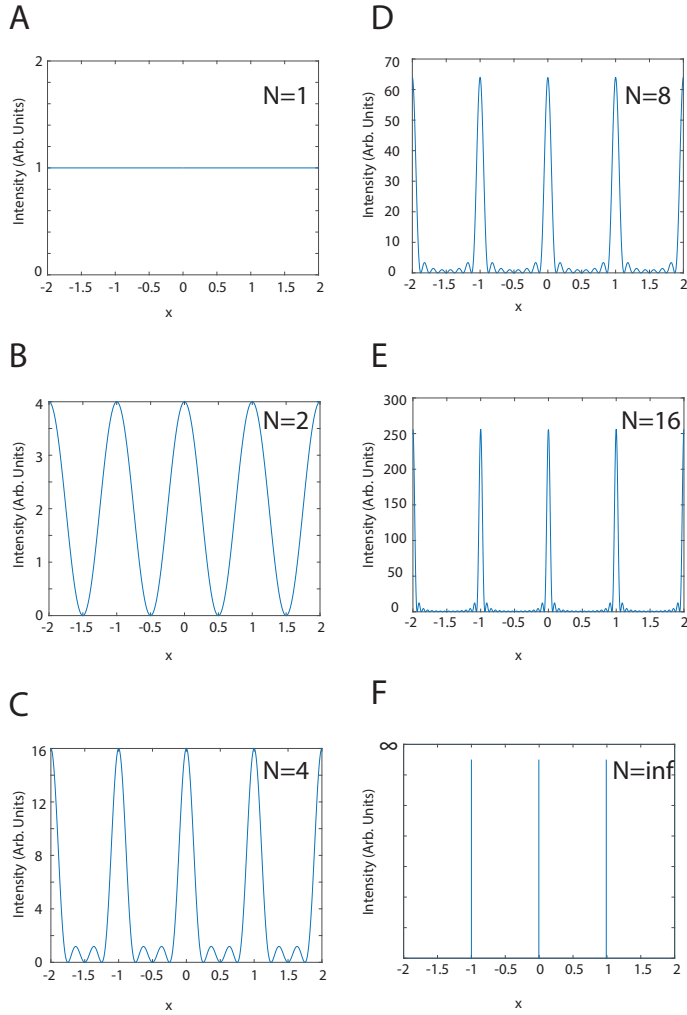 A
2
1
0
Intensity (Arb. Units)
N=1
-2 -1.5 -1 -0.5 0 0.5 1 1.5 2
x
B
4
3
2
1
0
Intensity (Arb. Units)
N=2
-2 -1.5 -1 -0.5 0 0.5 1 1.5 2
x
C
16
12
8
4
0
Intensity (Arb. Units)
N=4
-2 -1.5 -1 -0.5 0 0.5 1 1.5 2
x
D
70
60
50
40
30
20
10
0
Intensity (Arb. Units)
N=8
-2 -1.5 -1 -0.5 0 0.5 1 1.5 2
x
E
300
250
200
150
100
50
0
Intensity (Arb. Units)
N=16
-2 -1.5 -1 -0.5 0 0.5 1 1.5 2
x
F
∞
Intensity (Arb. Units)
N=inf
-2 -1.5 -1 -0.5 0 0.5 1 1.5 2
x